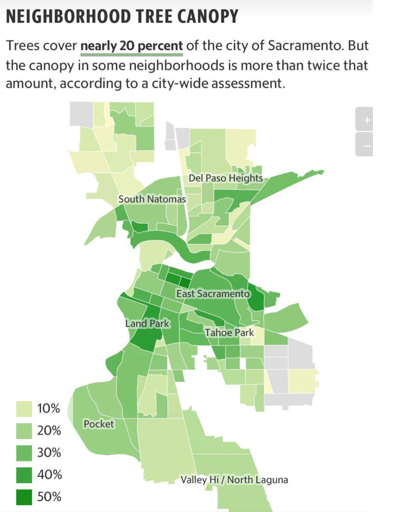 NEIGHBORHOOD TREE CANOPY
Trees cover nearly 20 percent of the city of Sacramento. But
the canopy in some neighborhoods is more than twice that
amount, according to a city-wide assessment.
+
−
Del Paso Heights
South Natomas
East Sacramento
Land Park
Tahoe Park
10%
20%
30%
40%
50%
Pocket
Valley Hi / North Laguna